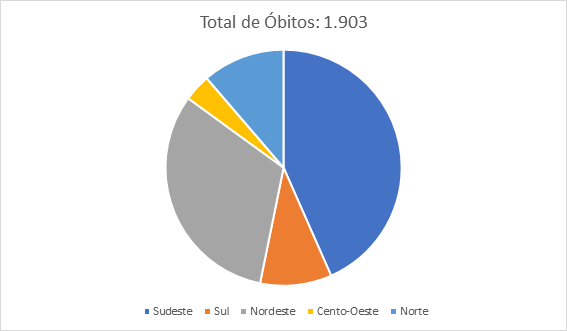 Total de Óbitos: 1.903
Sudeste Sul Nordeste Cento-Oeste Norte